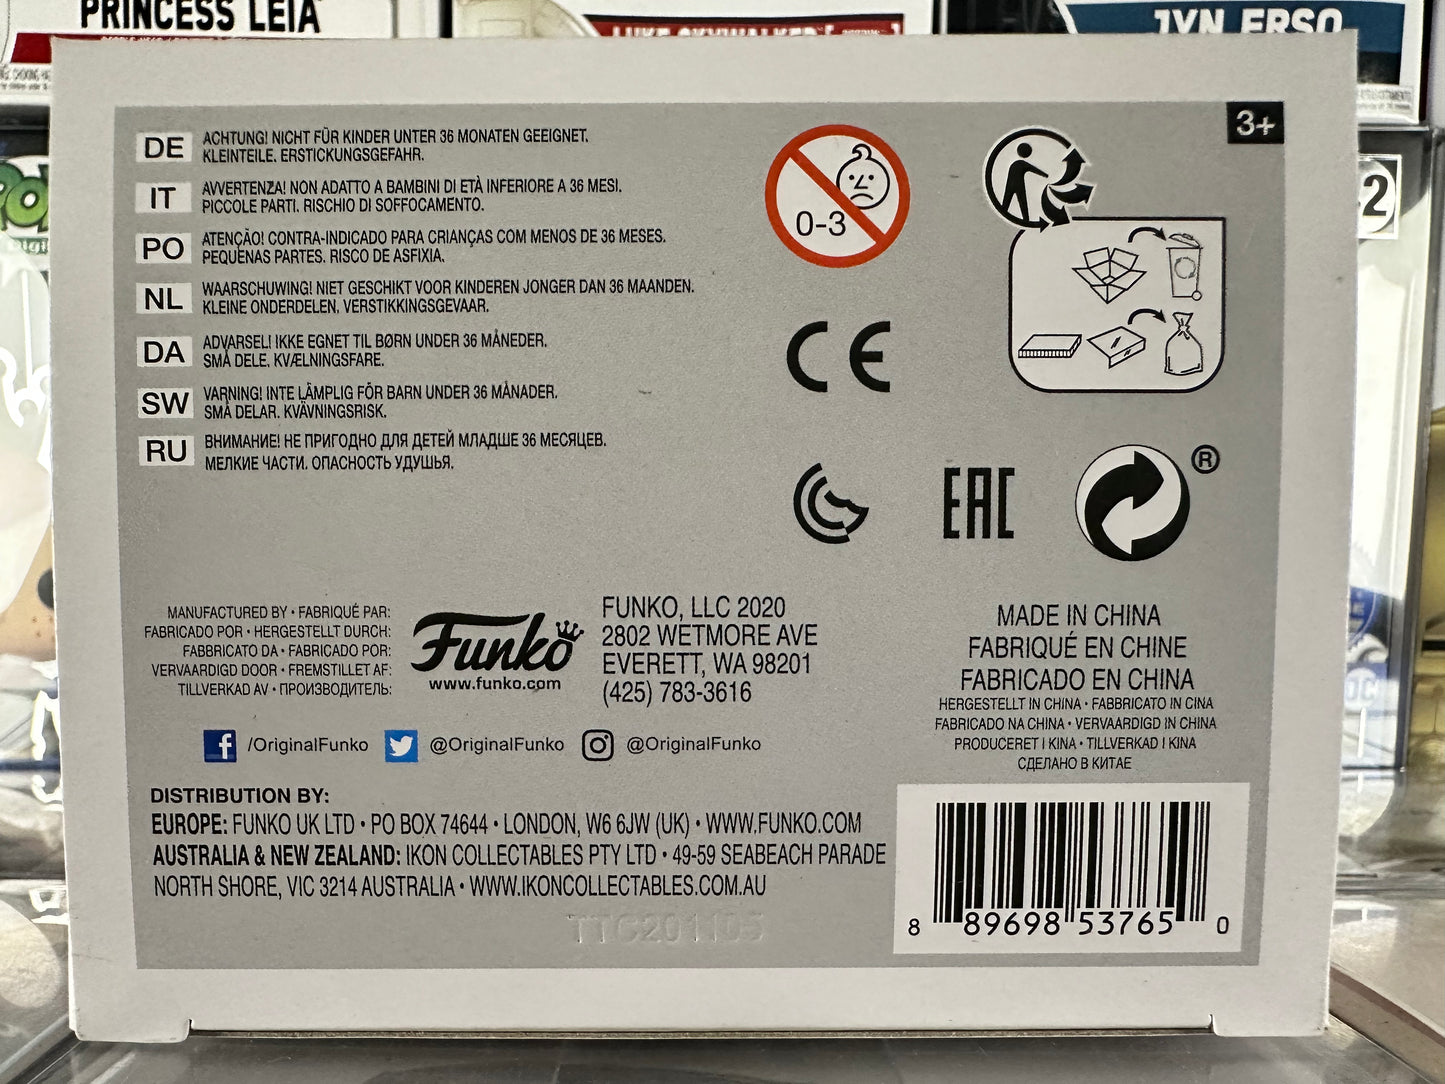 PRINCESS LEIA
LUKE SKYWALKER
JYN ERSO
3+
DE ACHTUNG! NICHT FÜR KINDER UNTER 36 MONATEN GEEIGNET.
KLEINTEILE. ERSTICKUNGSGEFAHR.
IT AVVERTENZA! NON ADATTO A BAMBINI DI ETÀ INFERIORE A 36 MESI.
PICCOLE PARTI. RISCHIO DI SOFFOCAMENTO.
PO ATENÇÃO! CONTRA-INDICADO PARA CRIANÇAS COM MENOS DE 36 MESES.
PEQUENAS PARTES. RISCO DE ASFIXIA.
NL WAARSCHUWING! NIET GESCHIKT VOOR KINDEREN JONGER DAN 36 MAANDEN.
KLEINE ONDERDELEN, VERSTIKKINGSGEVAAR.
DA ADVARSEL! IKKE EGNET TIL BØRN UNDER 36 MÅNEDER.
SMÅ DELE. KVÆLNINGSFARE.
SW VARNING! INTE LÄMPLIG FÖR BARN UNDER 36 MÅNADER.
SMÅ DELAR. KVÄVNINGSRISK.
RU ВНИМАНИЕ! НЕ ПРИГОДНО ДЛЯ ДЕТЕЙ МЛАДШЕ 36 МЕСЯЦЕВ.
МЕЛКИЕ ЧАСТИ. ОПАСНОСТЬ УДУШЬЯ.
0-3
CE
EAC
®
MANUFACTURED BY • FABRIQUÉ PAR:
FABRICADO POR • HERGESTELLT DURCH:
FABBRICATO DA • FABRICADO POR:
VERVAARDIGD DOOR • FREMSTILLET AF:
TILLVERKAD AV • ПРОИЗВОДИТЕЛЬ:
Funko
www.funko.com
FUNKO, LLC 2020
2802 WETMORE AVE
EVERETT, WA 98201
(425) 783-3616
MADE IN CHINA
FABRIQUÉ EN CHINE
FABRICADO EN CHINA
HERGESTELLT IN CHINA • FABBRICATO IN CINA
FABRICADO NA CHINA • VERVAARDIGD IN CHINA
PRODUCERET I KINA • TILLVERKAD I KINA
СДЕЛАНО В КИТАЕ
/OriginalFunko @OriginalFunko @OriginalFunko
DISTRIBUTION BY:
EUROPE: FUNKO UK LTD • PO BOX 74644 • LONDON, W6 6JW (UK) • WWW.FUNKO.COM
AUSTRALIA & NEW ZEALAND: IKON COLLECTABLES PTY LTD • 49-59 SEABEACH PARADE
NORTH SHORE, VIC 3214 AUSTRALIA • WWW.IKONCOLLECTABLES.COM.AU
TTC201105
8 89698 53765 0